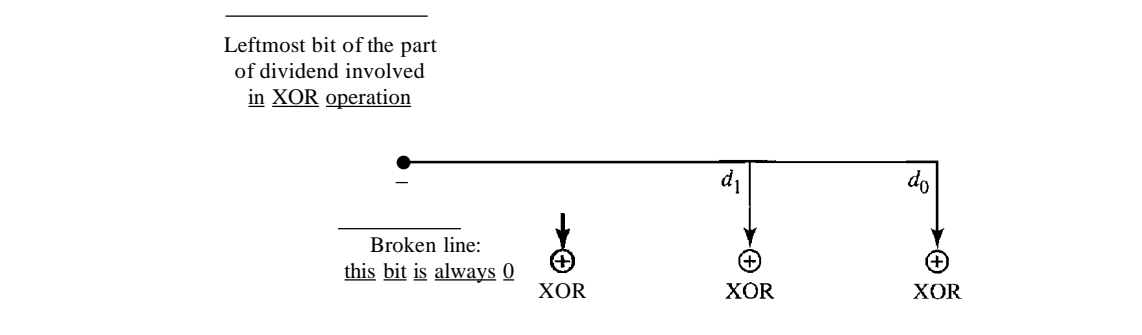 Leftmost bit of the part
of dividend involved
in XOR operation
d1
d0
Broken line:
this bit is always 0
XOR
XOR
XOR